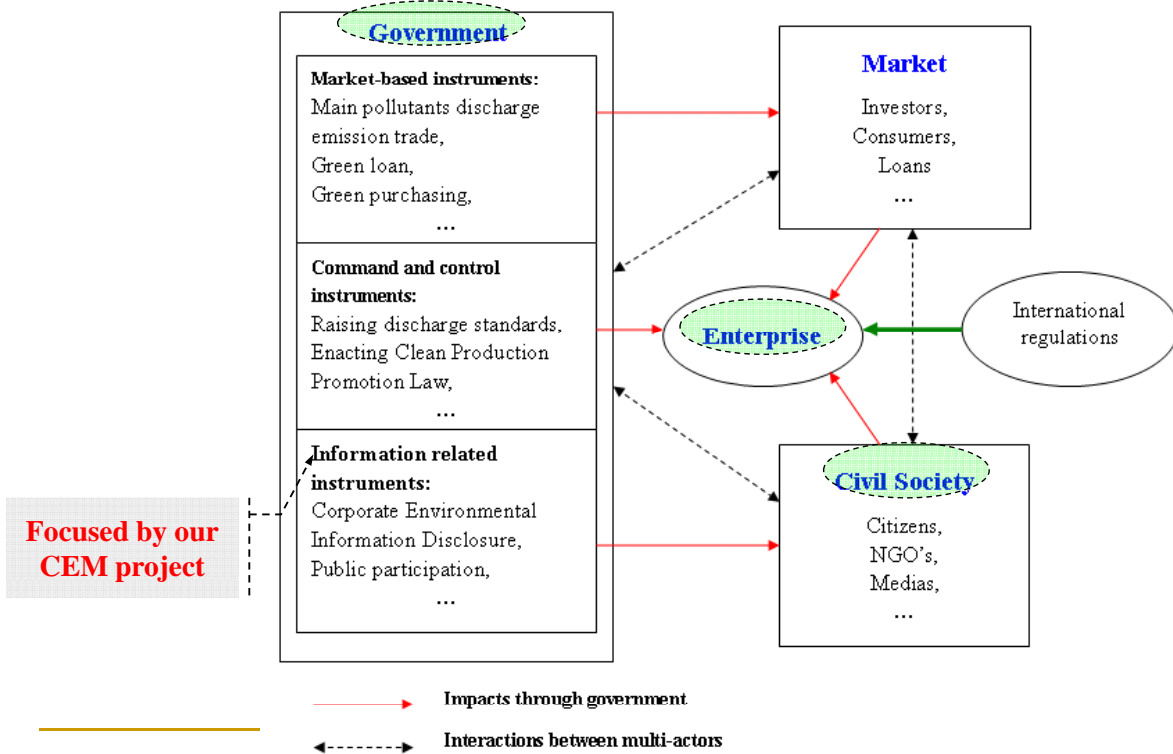 Government
Market-based instruments:
Main pollutants discharge
emission trade,
Green loan,
Green purchasing,
...
Command and control
instruments:
Raising discharge standards,
Enacting Clean Production
Promotion Law,
...
Information related
instruments:
Corporate Environmental
Information Disclosure,
Public participation,
...
Focused by our
CEM project
Market
Investors,
Consumers,
Loans
...
Enterprise
International
regulations
Civil Society
Citizens,
NGO's,
Medias,
...
Impacts through government
Interactions between multi-actors